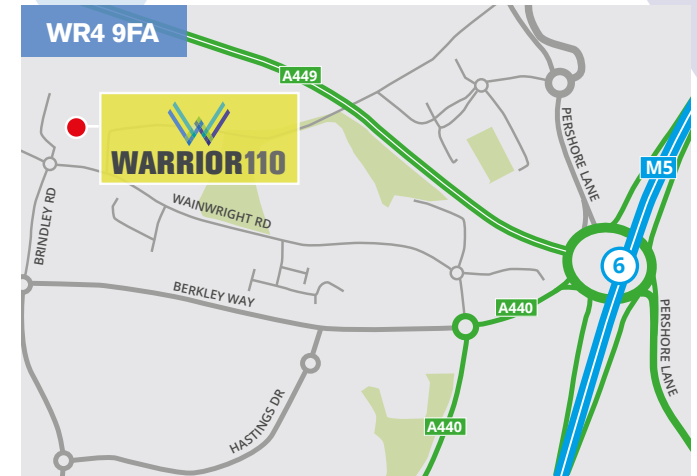 WR4 9FA
A449
WARRIOR110
PERSHORE LANE
M5
BRINDLEY RD
WAINWRIGHT RD
6
BERKLEY WAY
A440
PERSHORE LANE
HASTINGS DR
A440